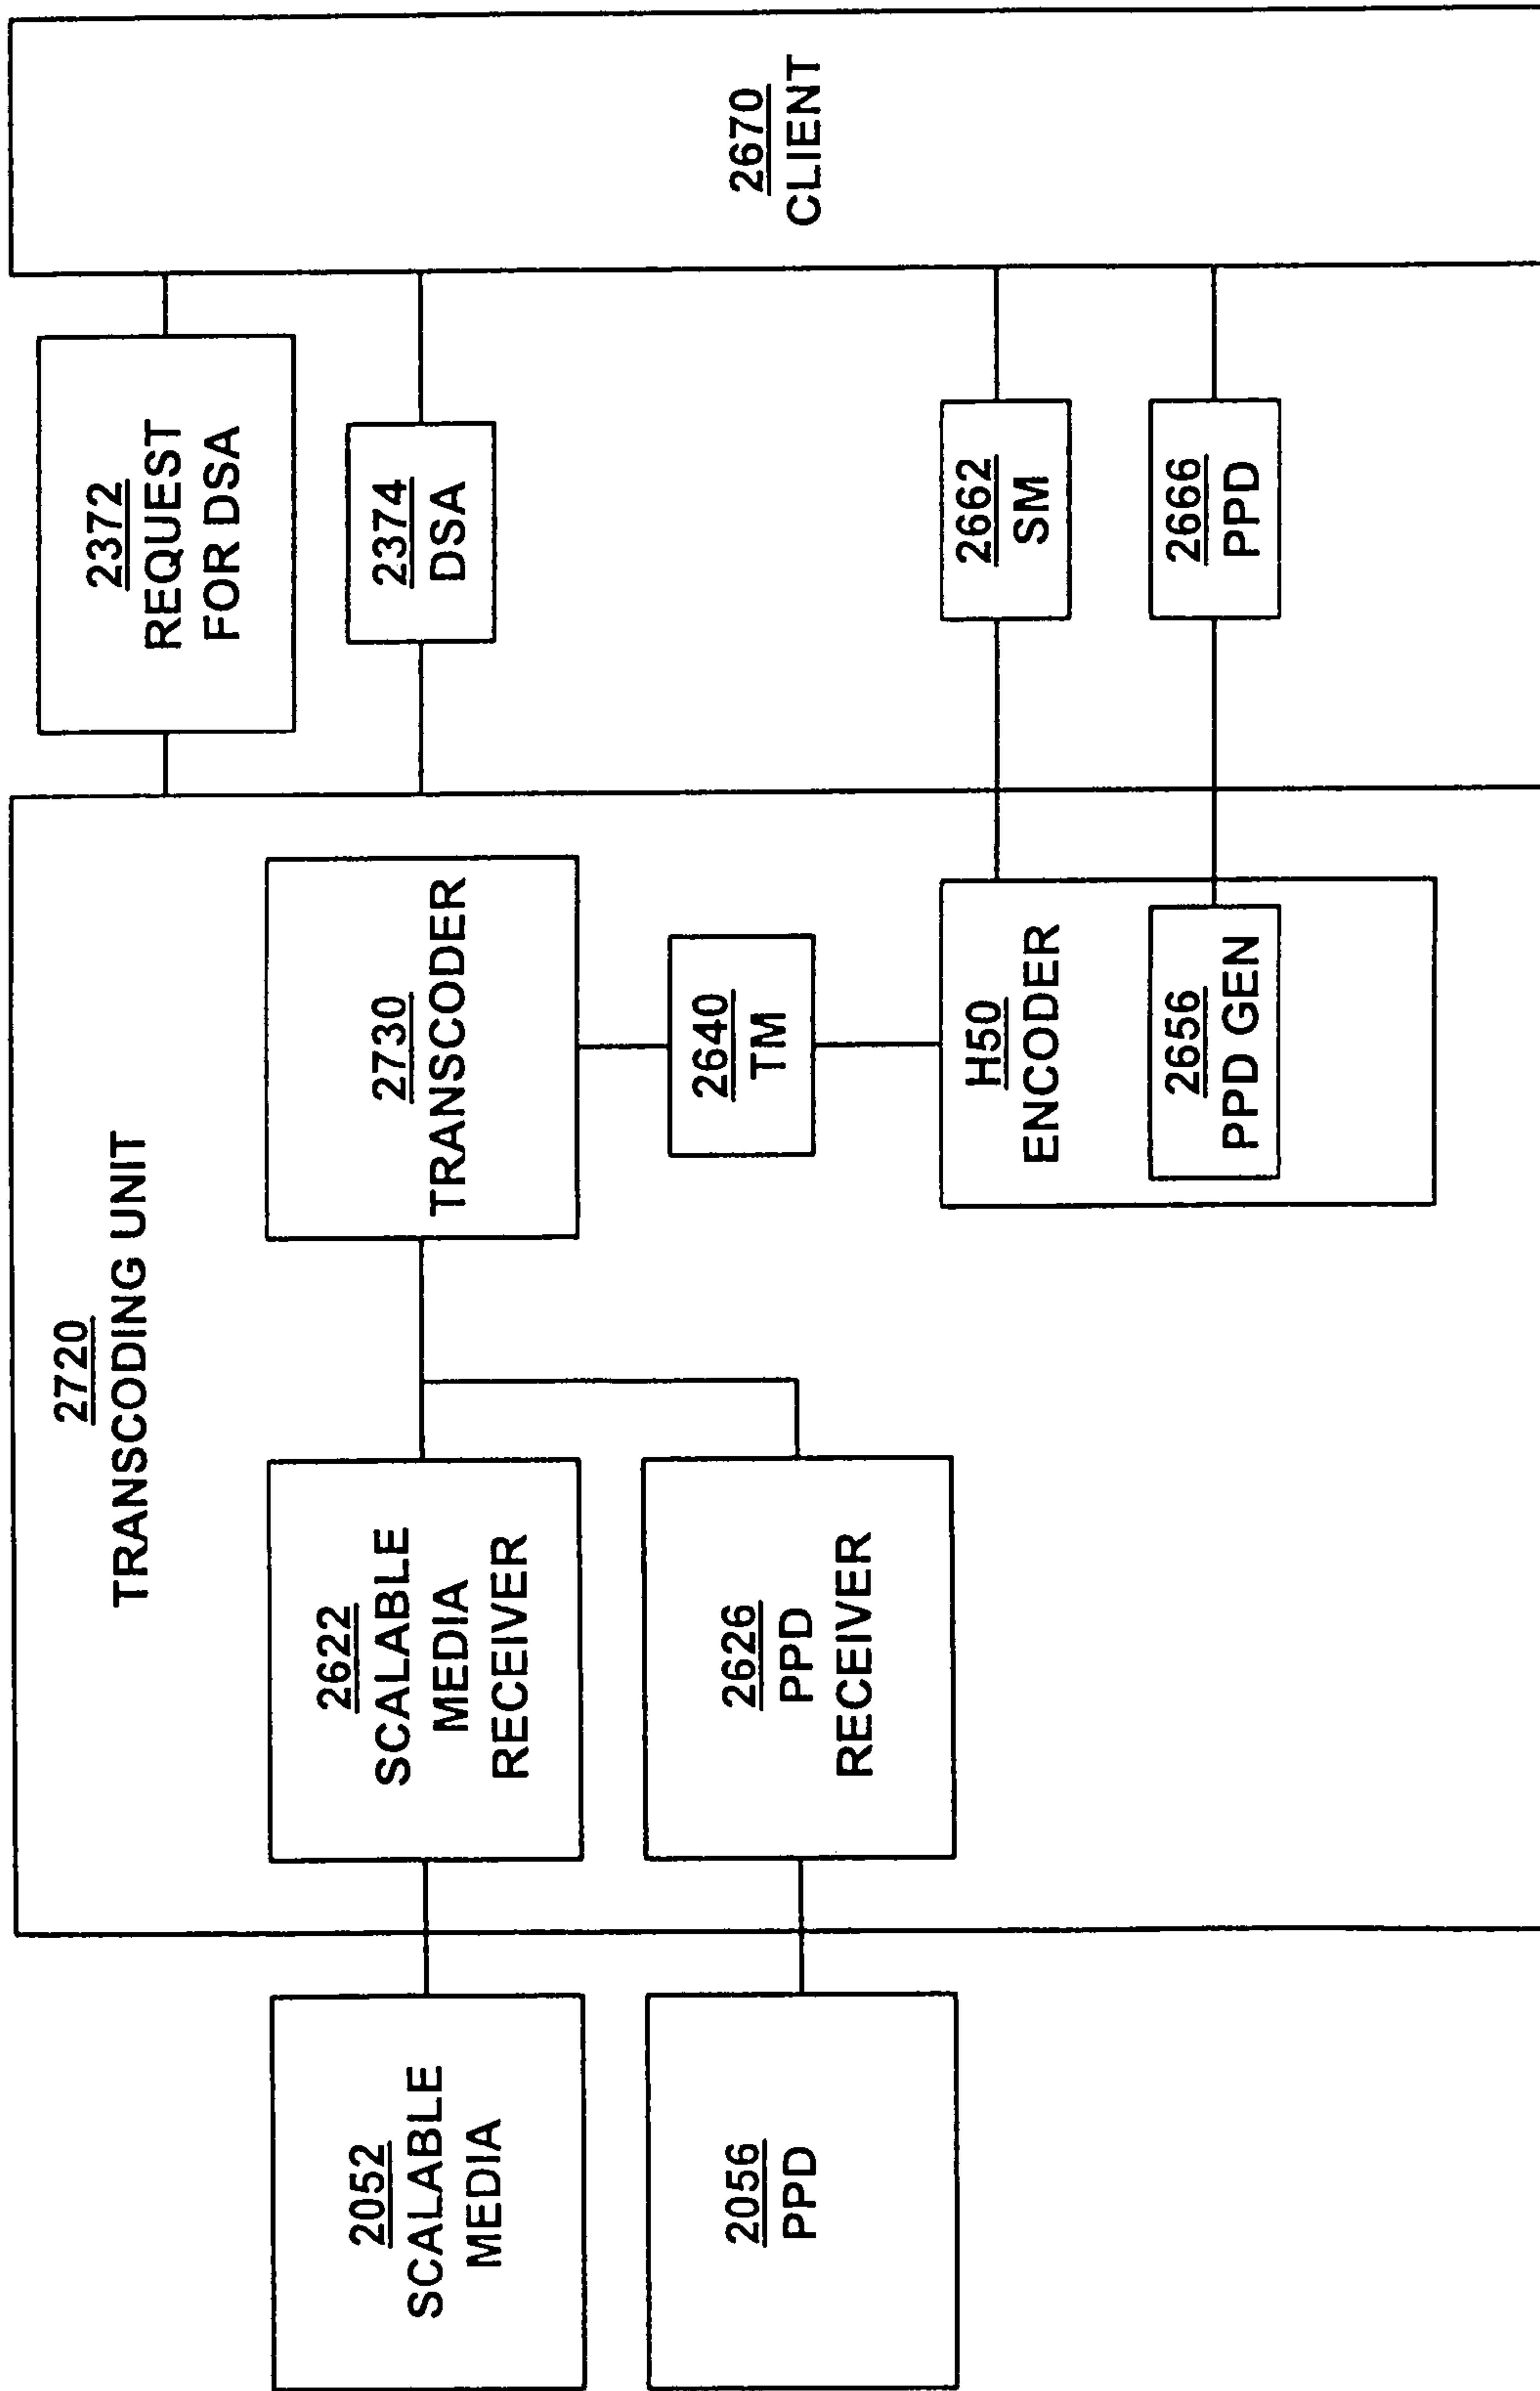 2720
TRANSCODING UNIT
2052
SCALABLE
MEDIA
2622
SCALABLE
MEDIA
RECEIVER
2730
TRANSCODER
2372
REQUEST
FOR DSA
2374
DSA
2056
PPD
2626
PPD
RECEIVER
2640
TM
H50
ENCODER
2656
PPD GEN
2662
SM
2666
PPD
2670
CLIENT